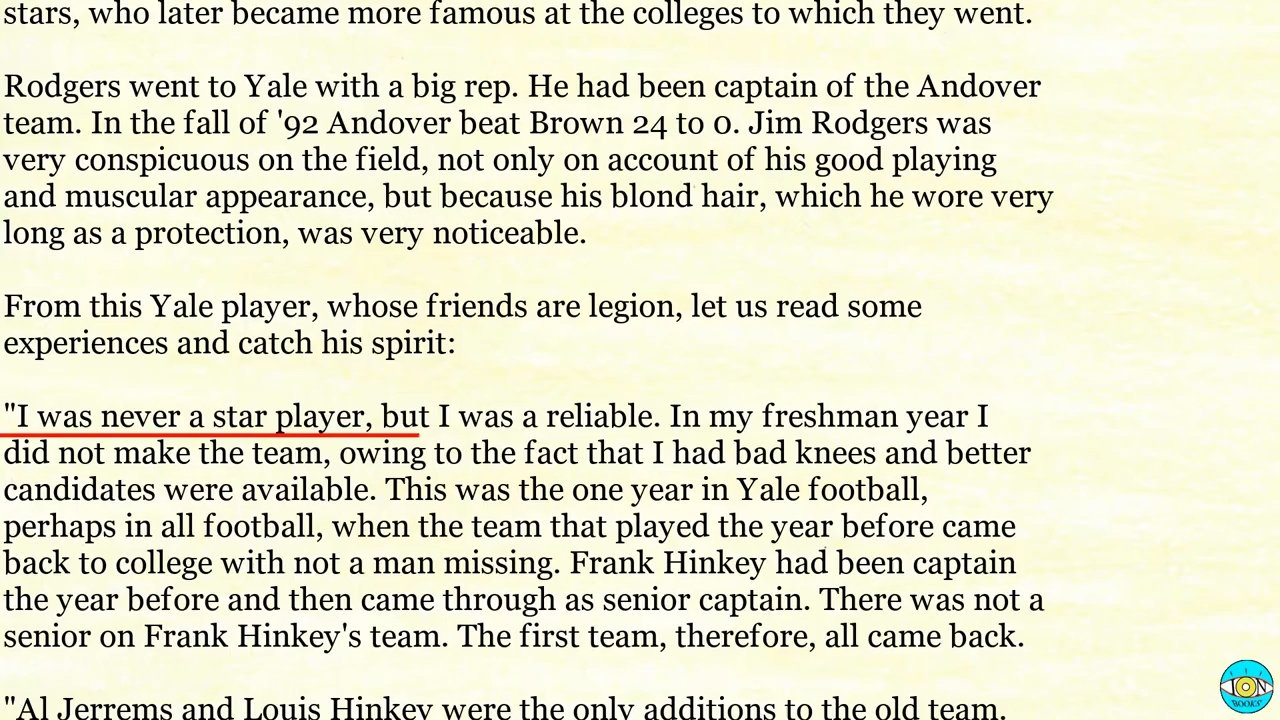 stars, who later became more famous at the colleges to which they went.
Rodgers went to Yale with a big rep. He had been captain of the Andover
team. In the fall of '92 Andover beat Brown 24 to 0. Jim Rodgers was
very conspicuous on the field, not only on account of his good playing
and muscular appearance, but because his blond hair, which he wore very
long as a protection, was very noticeable.
From this Yale player, whose friends are legion, let us read some
experiences and catch his spirit:
"I was never a star player, but I was a reliable. In my freshman year I
did not make the team, owing to the fact that I had bad knees and better
candidates were available. This was the one year in Yale football,
perhaps in all football, when the team that played the year before came
back to college with not a man missing. Frank Hinkey had been captain
the year before and then came through as senior captain. There was not a
senior on Frank Hinkey's team. The first team, therefore, all came back.
"Al Jerrems and Louis Hinkey were the only additions to the old team.
ION
BOOKS